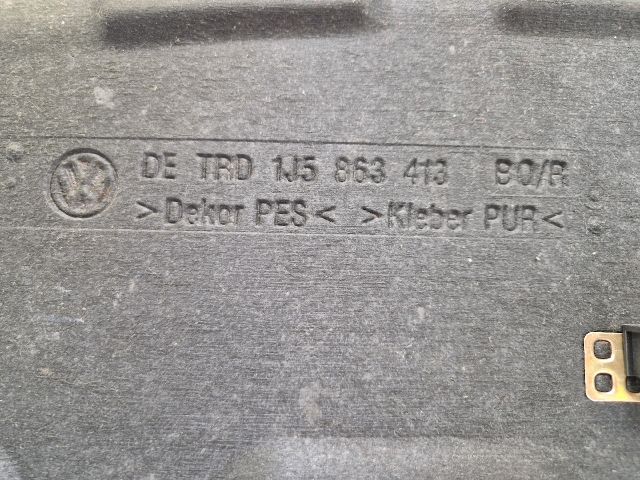 DE TRD 1J5 863 413 BO/R
>Dekor PES< >Kleber PUR<